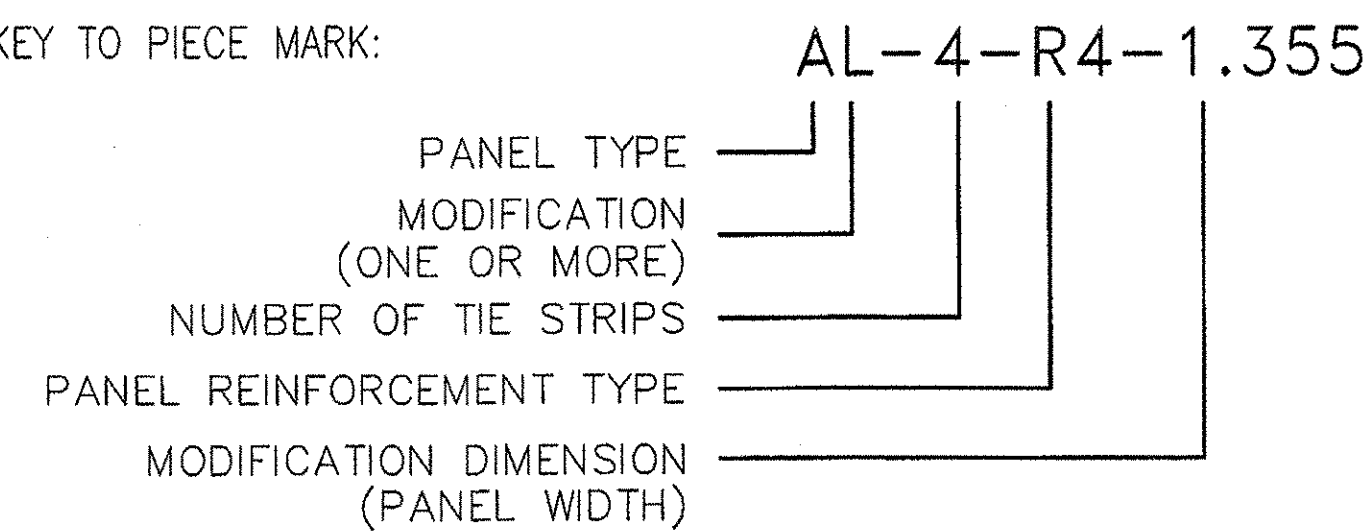 KEY TO PIECE MARK:
AL-4-R4-1.355
PANEL TYPE
MODIFICATION
(ONE OR MORE)
NUMBER OF TIE STRIPS
PANEL REINFORCEMENT TYPE
MODIFICATION DIMENSION
(PANEL WIDTH)